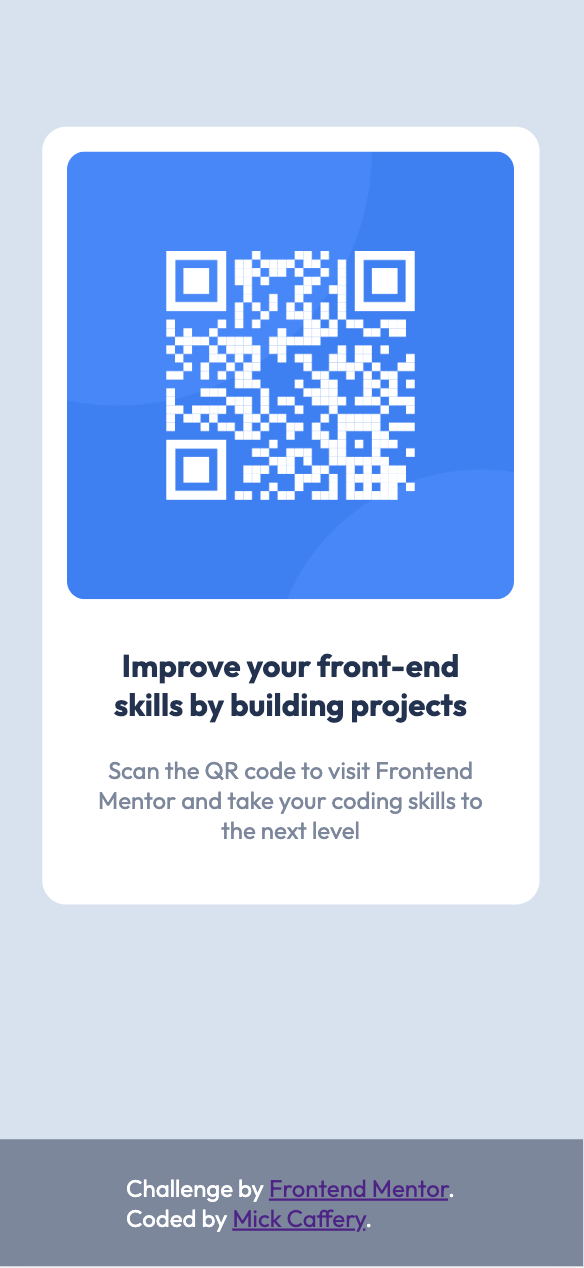 Improve your front-end
skills by building projects
Scan the QR code to visit Frontend
Mentor and take your coding skills to
the next level
Challenge by Frontend Mentor.
Coded by Mick Caffery.